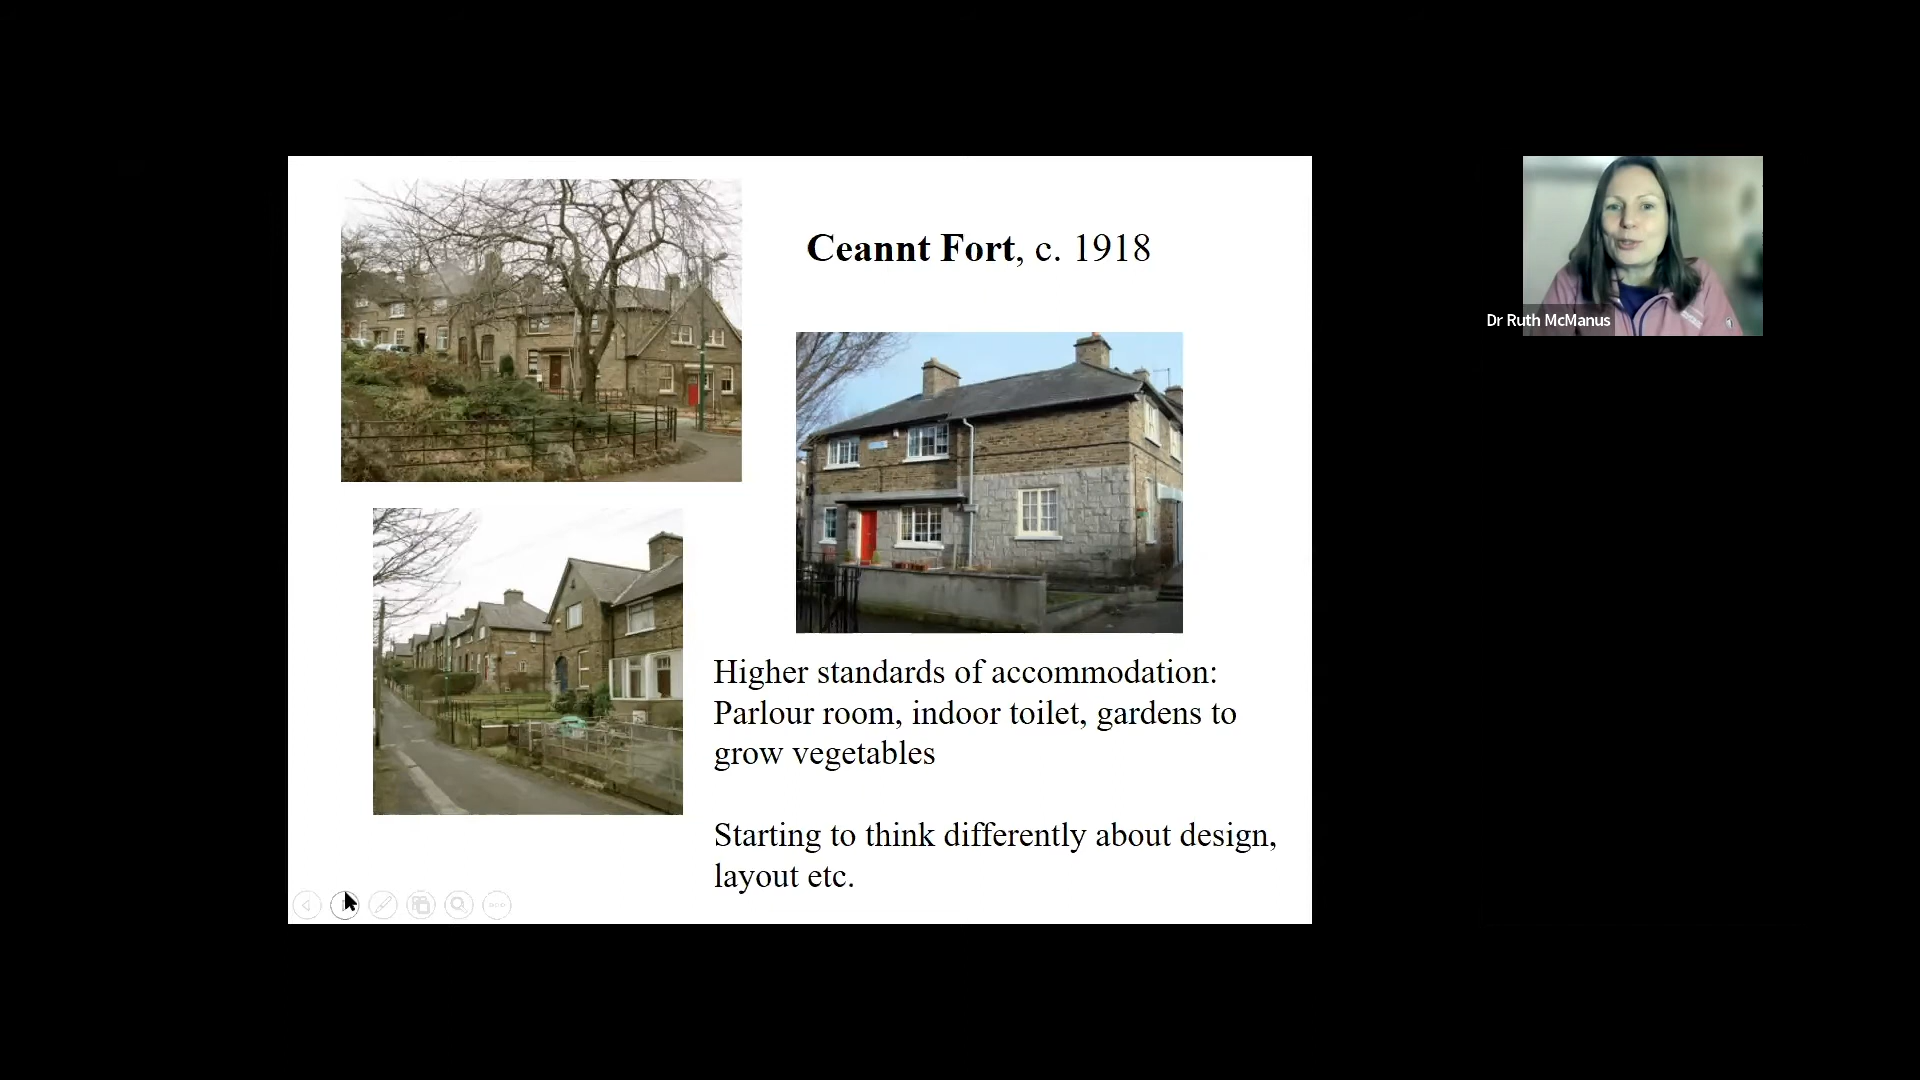 Ceannt Fort, c. 1918
Dr Ruth McManus
Higher standards of accommodation:
Parlour room, indoor toilet, gardens to
grow vegetables
Starting to think differently about design,
layout etc.